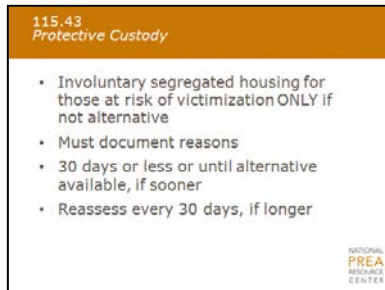 115.43
Protective Custody
• Involuntary segregated housing for
those at risk of victimization ONLY if
not alternative
• Must document reasons
• 30 days or less or until alternative
available, if sooner
• Reassess every 30 days, if longer
NATIONAL
PREA
RESOURCE
CENTER